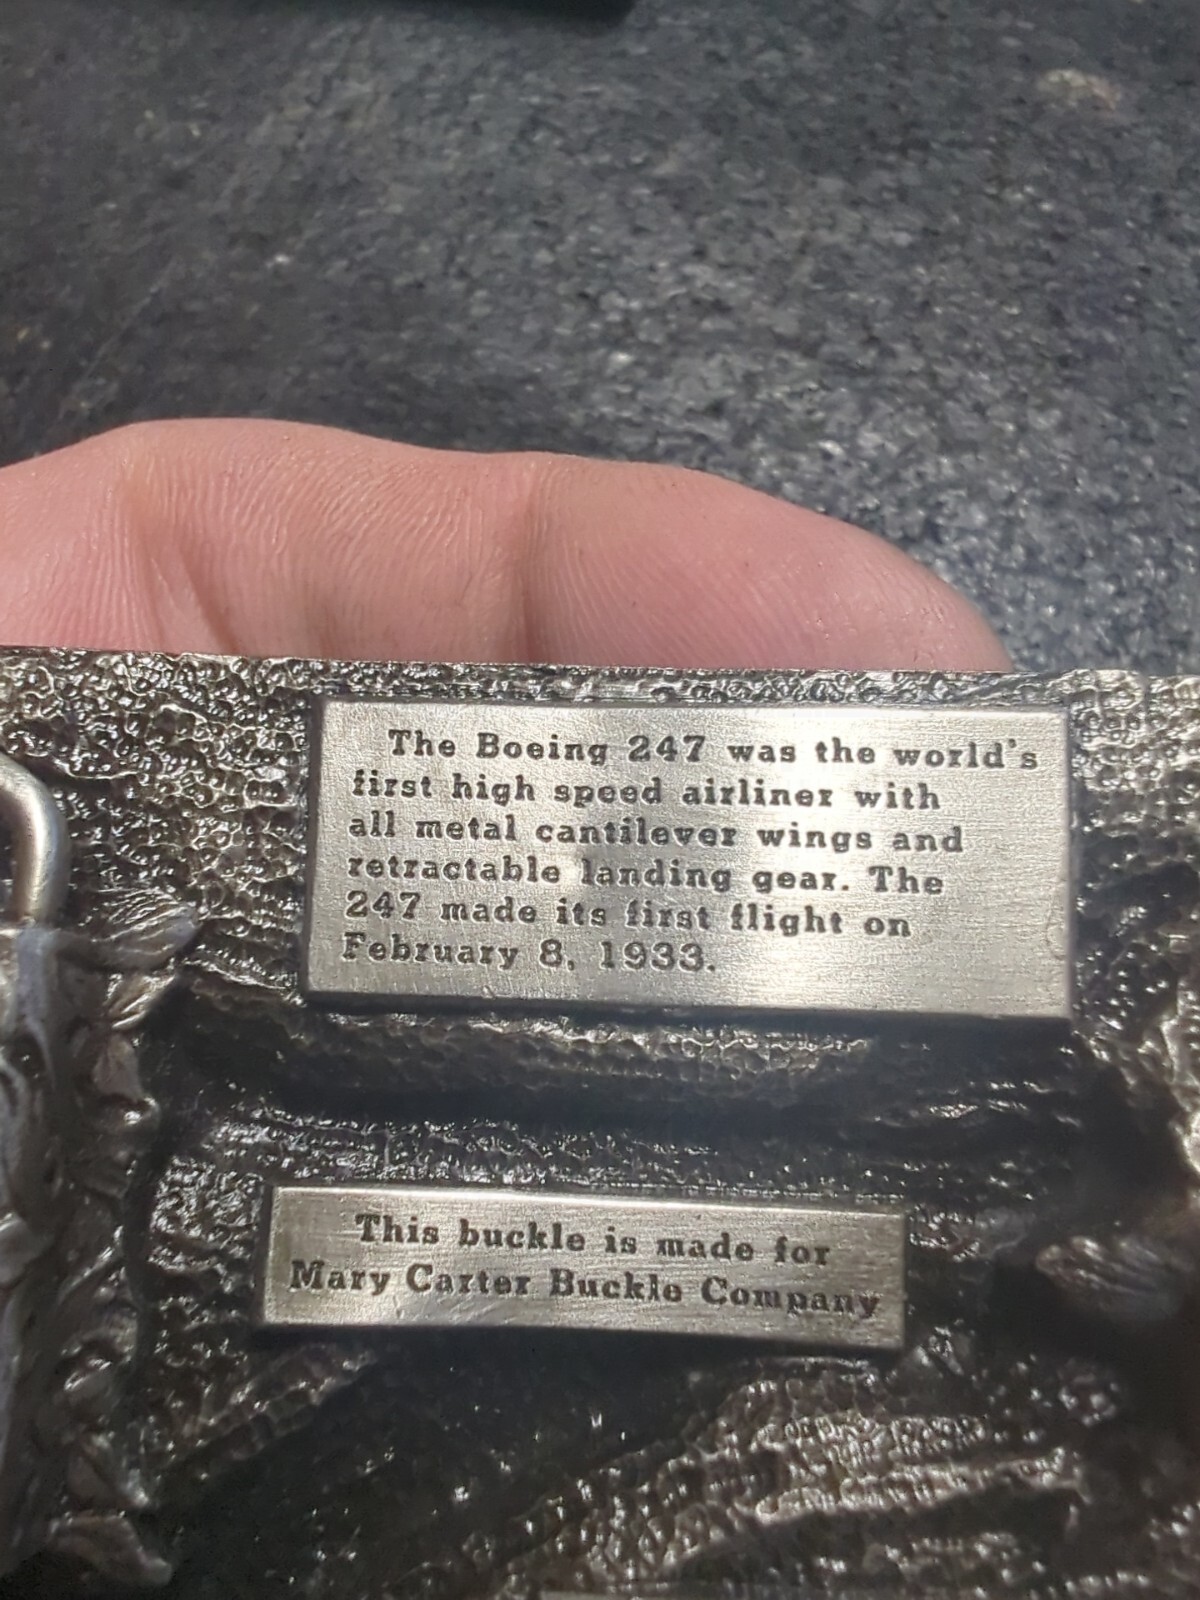 The Boeing 247 was the world's
first high speed airliner with
all metal cantilever wings and
retractable landing gear. The
247 made its first flight on
February 8, 1933.
This buckle is made for
Mary Carter Buckle Company